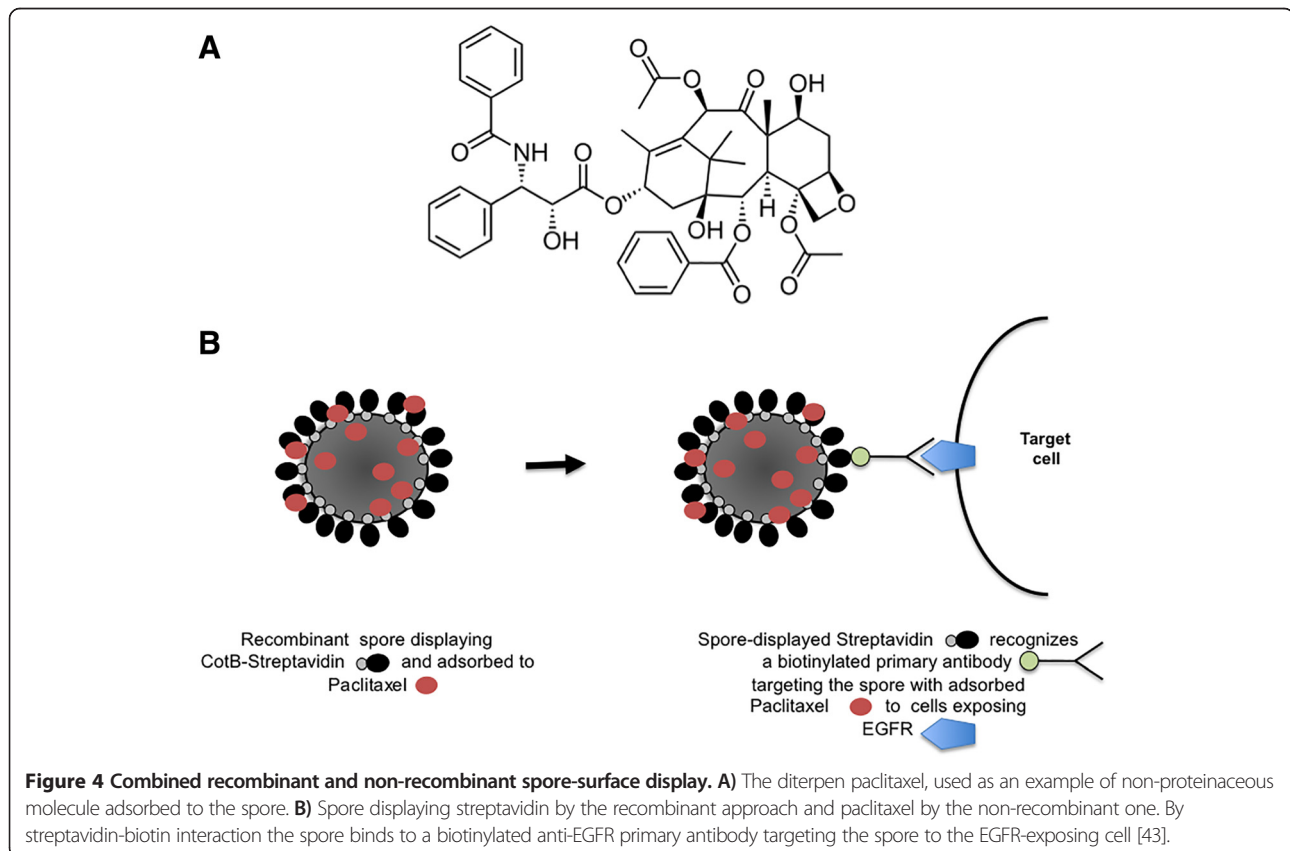 A
O
O
O
O
OH
O
NH
O
O
OH
O
OH
O
H
O
O
O
O
O
B
Target
cell
Recombinant spore displaying
CotB-Streptavidin and adsorbed to
Paclitaxel
Spore-displayed Streptavidin recognizes
a biotinylated primary antibody
targeting the spore with adsorbed
Paclitaxel to cells exposing
EGFR
Figure 4 Combined recombinant and non-recombinant spore-surface display. A) The diterpen paclitaxel, used as an example of non-proteinaceous
molecule adsorbed to the spore. B) Spore displaying streptavidin by the recombinant approach and paclitaxel by the non-recombinant one. By
streptavidin-biotin interaction the spore binds to a biotinylated anti-EGFR primary antibody targeting the spore to the EGFR-exposing cell [43].